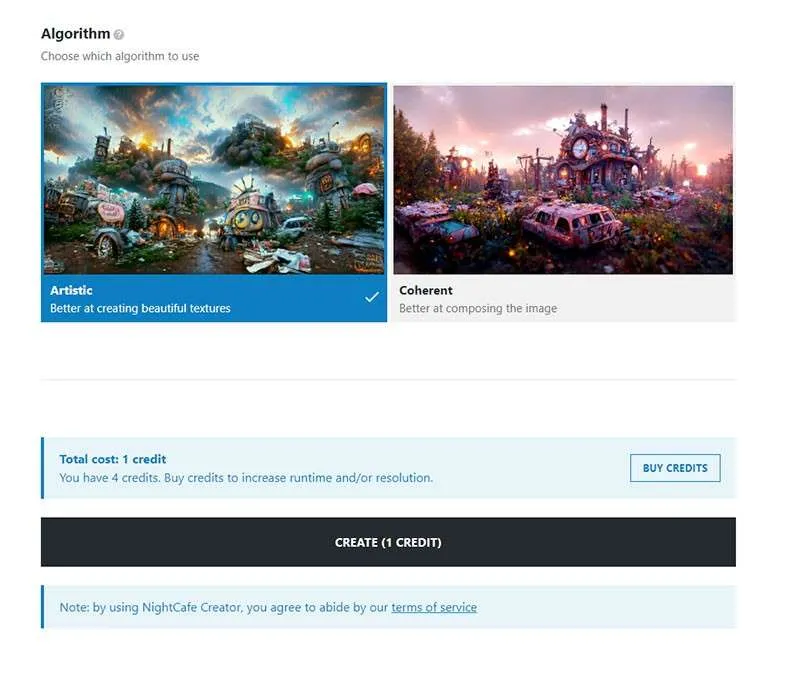 Algorithm ?
Choose which algorithm to use
Artistic
Better at creating beautiful textures
Coherent
Better at composing the image
Total cost: 1 credit
You have 4 credits. Buy credits to increase runtime and/or resolution.
BUY CREDITS
CREATE (1 CREDIT)
Note: by using NightCafe Creator, you agree to abide by our terms of service